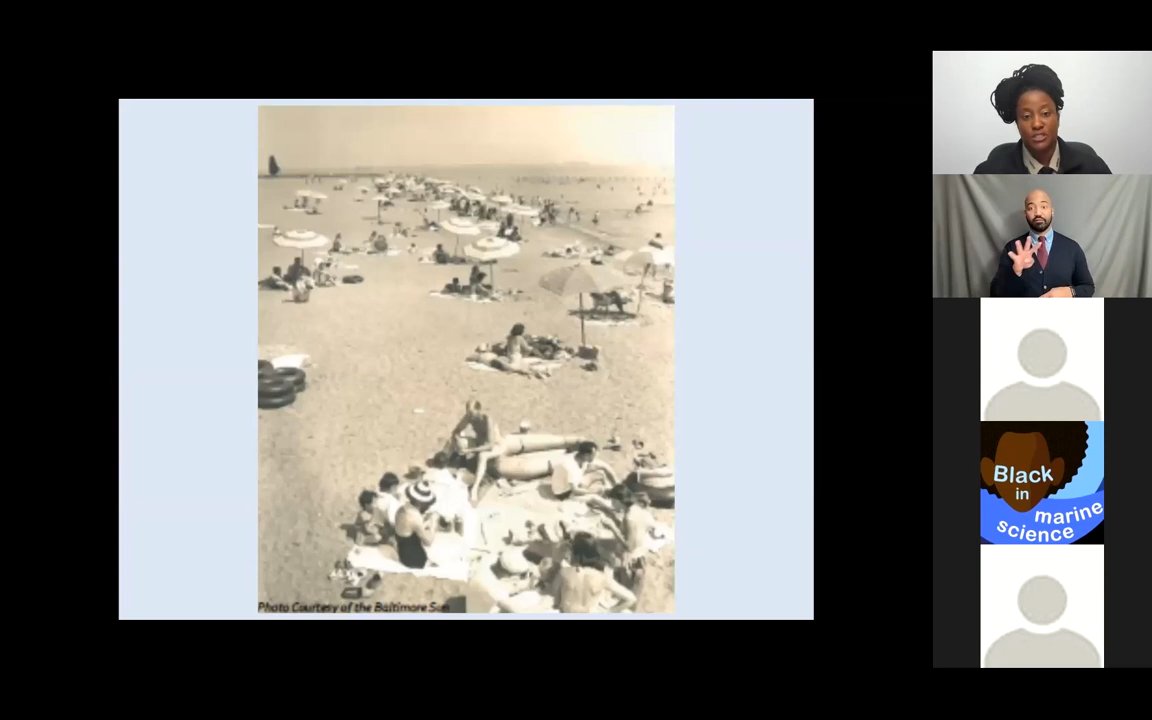 Photo Courtesy of the Baltimore Sun
Black
in
marine
science